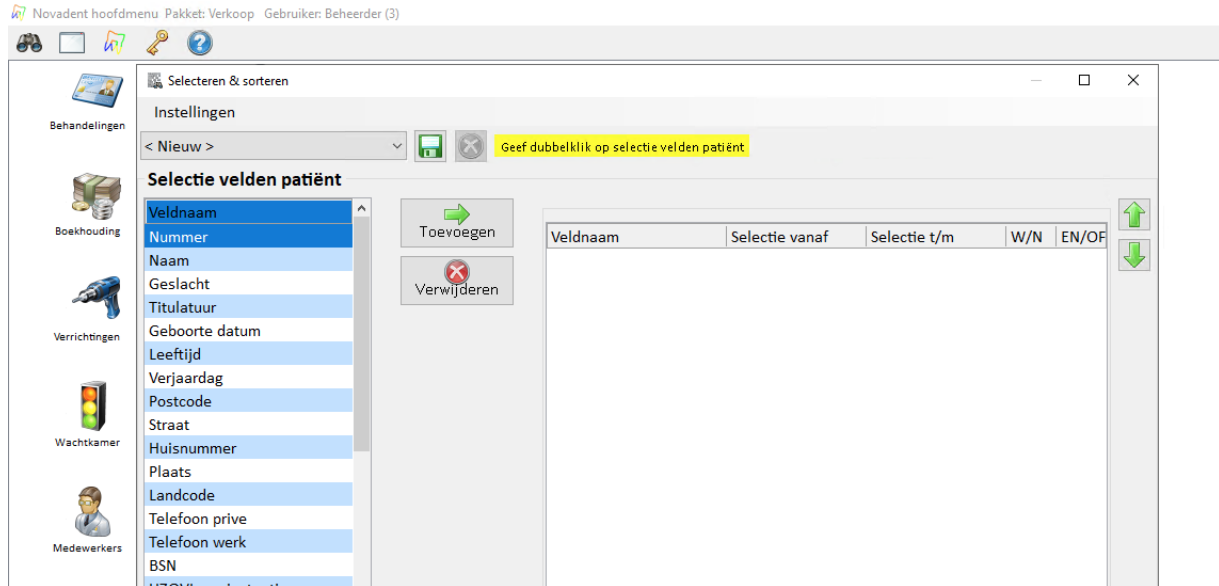 Novadent hoofdmenu Pakket: Verkoop Gebruiker: Beheerder (3)
Selecteren & sorteren
Instellingen
< Nieuw >
Geef dubbelklik op selectie velden patiënt
Selectie velden patiënt
Behandelingen
Boekhouding
Verrichtingen
Wachtkamer
Medewerkers
Veldnaam
Nummer
Naam
Geslacht
Titulatuur
Geboorte datum
Leeftijd
Verjaardag
Postcode
Straat
Huisnummer
Plaats
Landcode
Telefoon prive
Telefoon werk
BSN
Toevoegen
Verwijderen
Veldnaam Selectie vanaf Selectie t/m W/N EN/OF